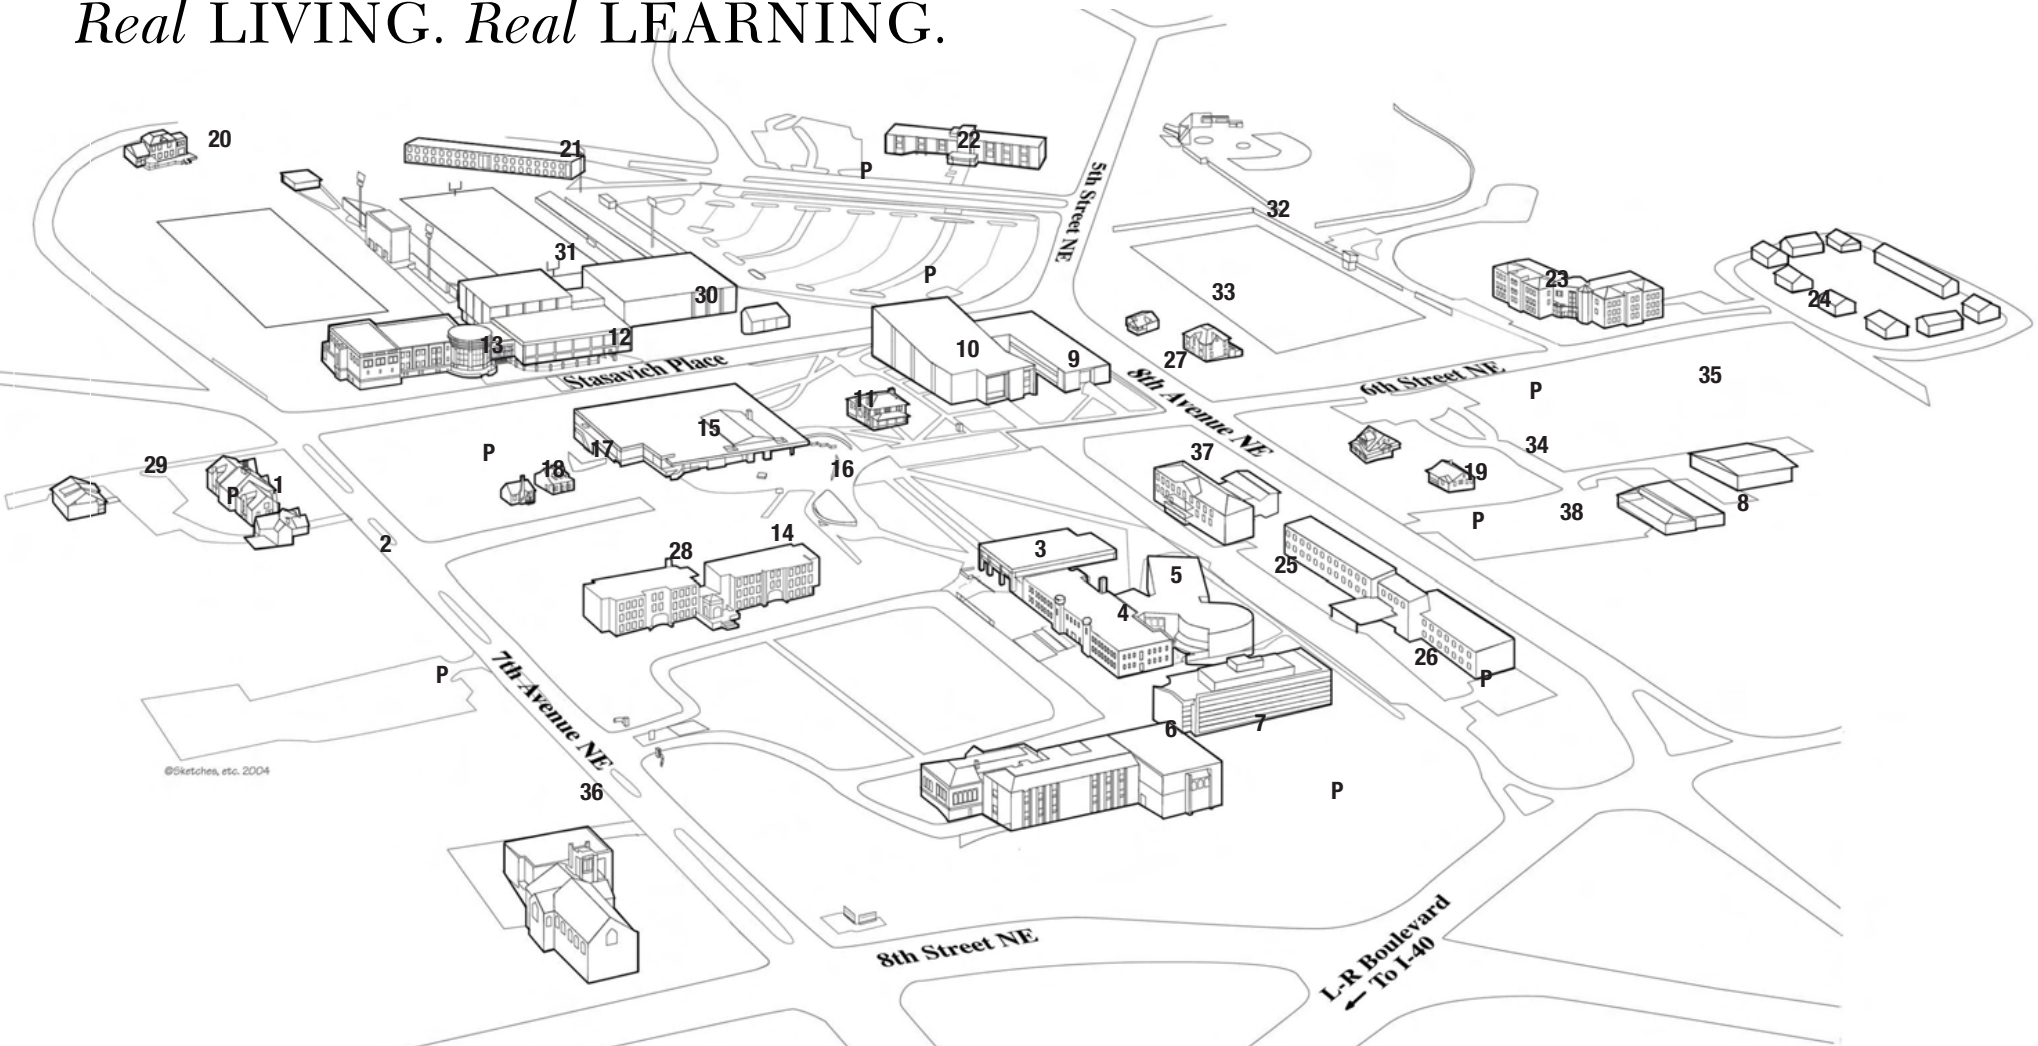 Real LIVING. Real LEARNING.
20
21
22
P
5th Street NE
32
31
30
P
33
23
24
13
12
Stasavich Place
10
9
27
8th Avenue NE
6th Street NE
P
35
11
15
17
16
18
P
29
1
P
2
37
34
19
38
8
P
28
14
3
5
4
25
26
P
P
7th Avenue NE
6
7
©Sketches, etc. 2004
36
P
8th Street NE
L-R Boulevard
To I-40